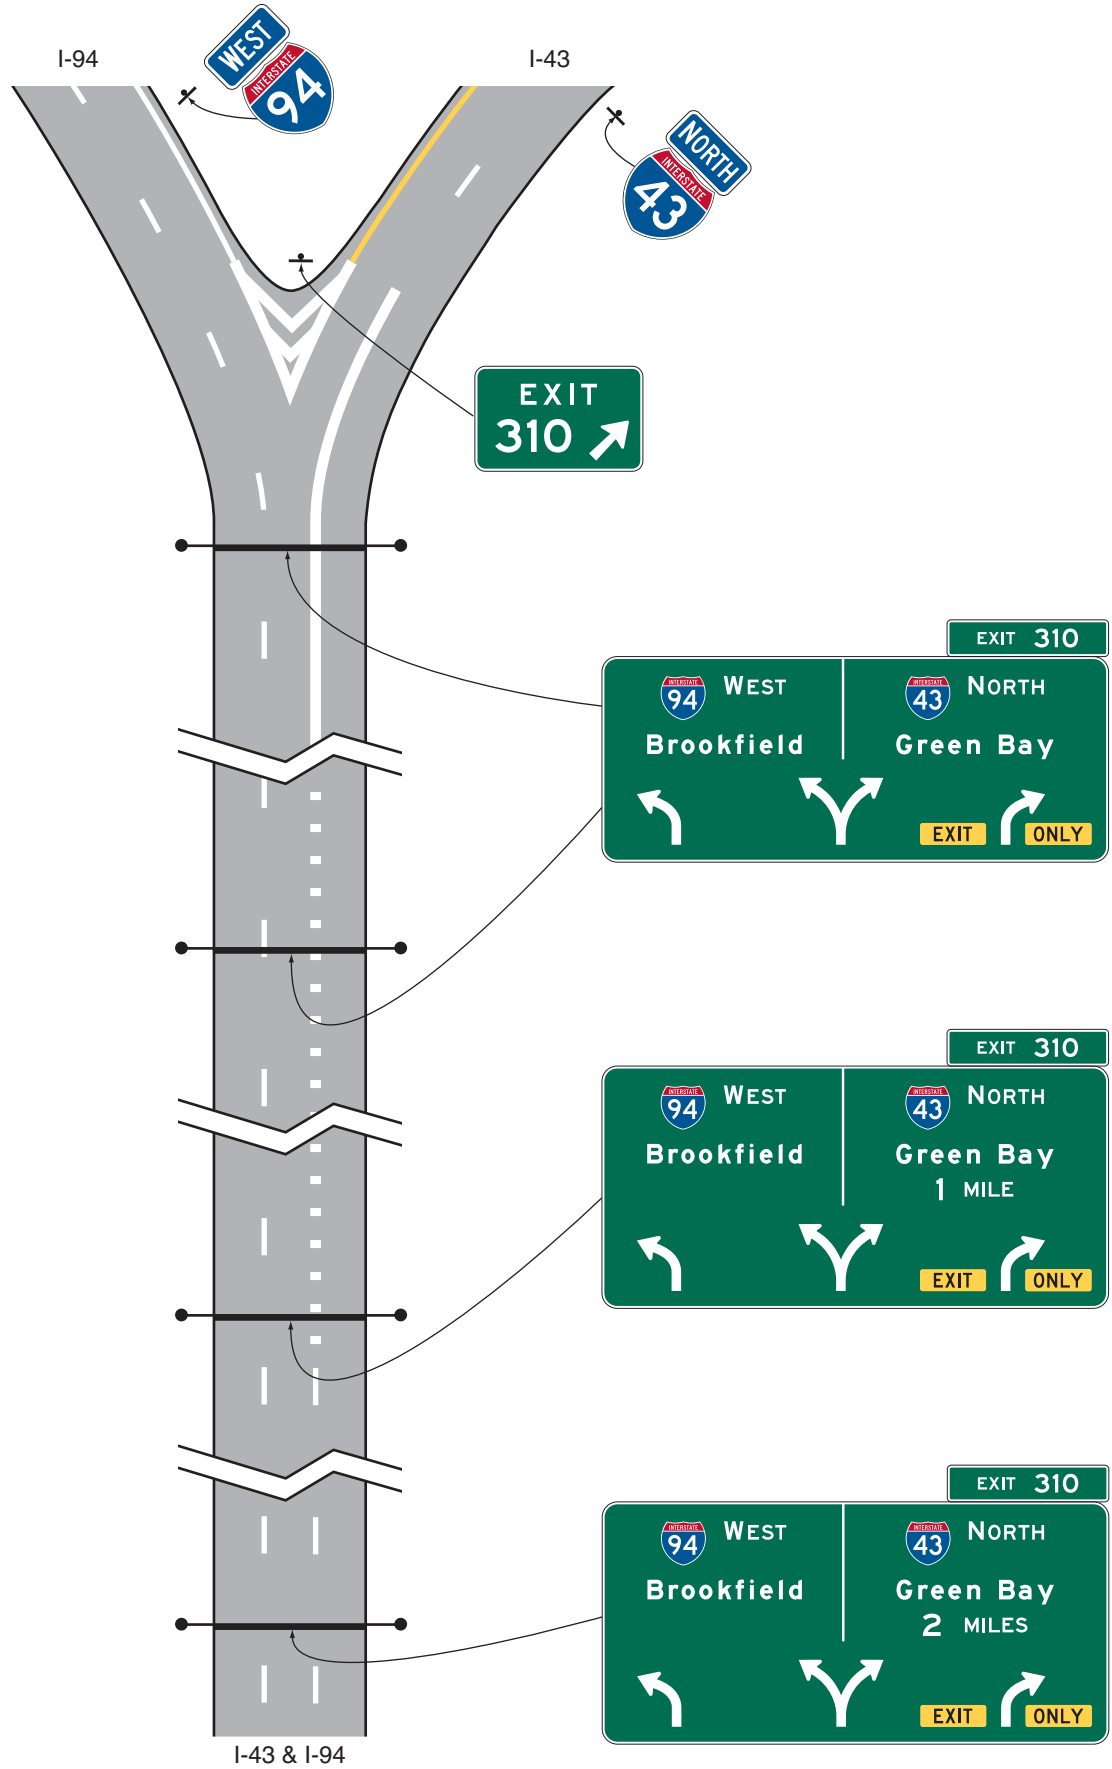 I-94
WEST
INTERSTATE
94
I-43
NORTH
INTERSTATE
43
EXIT
310
EXIT 310
INTERSTATE
94 WEST
INTERSTATE
43 NORTH
Brookfield
Green Bay
EXIT ONLY
EXIT 310
INTERSTATE
94 WEST
INTERSTATE
43 NORTH
Brookfield
Green Bay
1 MILE
EXIT ONLY
EXIT 310
INTERSTATE
94 WEST
INTERSTATE
43 NORTH
Brookfield
Green Bay
2 MILES
EXIT ONLY
I-43 & I-94